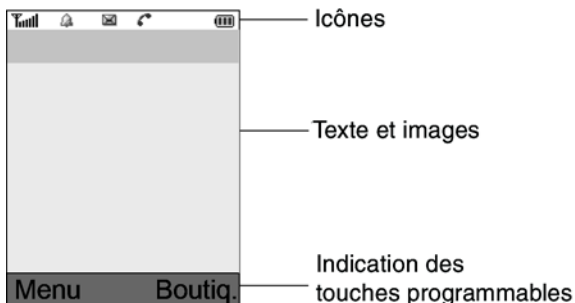 Icônes
Texte et images
Menu Boutiq.
Indication des
touches programmables